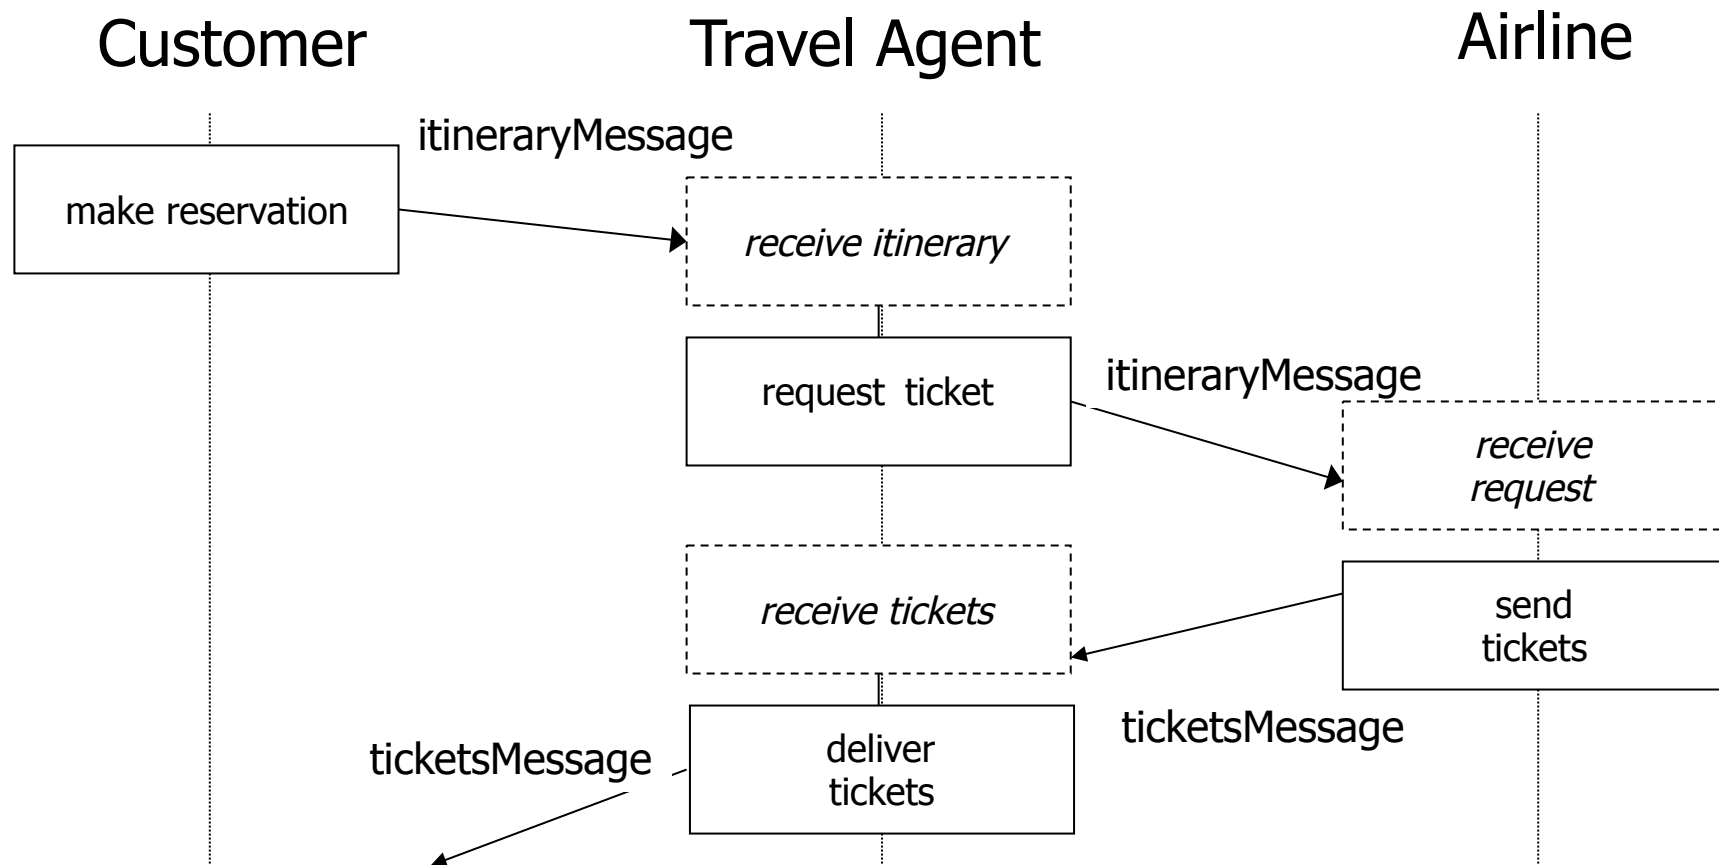 Customer
Travel Agent
Airline
itineraryMessage
make reservation
receive itinerary
itineraryMessage
request ticket
receive
request
receive tickets
send
tickets
ticketsMessage
ticketsMessage
deliver
tickets